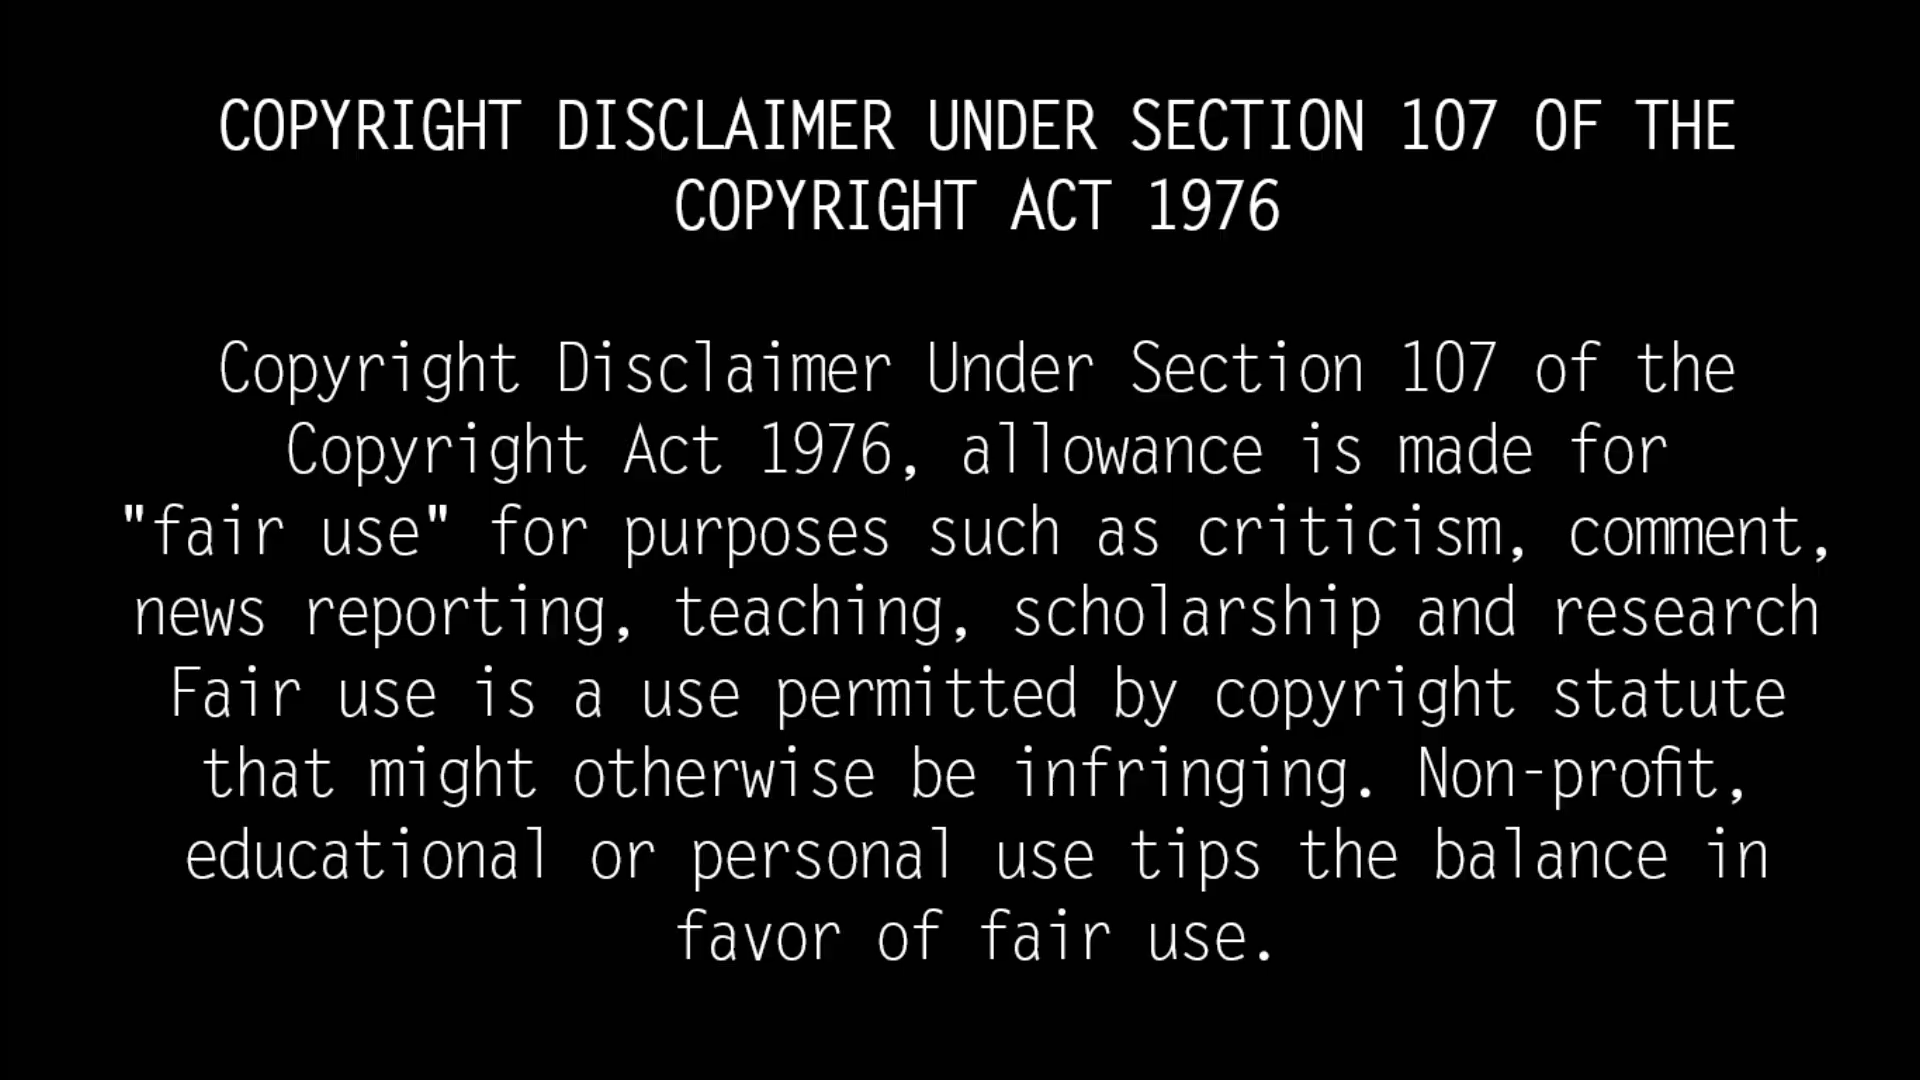 COPYRIGHT DISCLAIMER UNDER SECTION 107 OF THE
COPYRIGHT ACT 1976
Copyright Disclaimer Under Section 107 of the
Copyright Act 1976, allowance is made for
"fair use" for purposes such as criticism, comment,
news reporting, teaching, scholarship and research
Fair use is a use permitted by copyright statute
that might otherwise be infringing. Non-profit,
educational or personal use tips the balance in
favor of fair use.